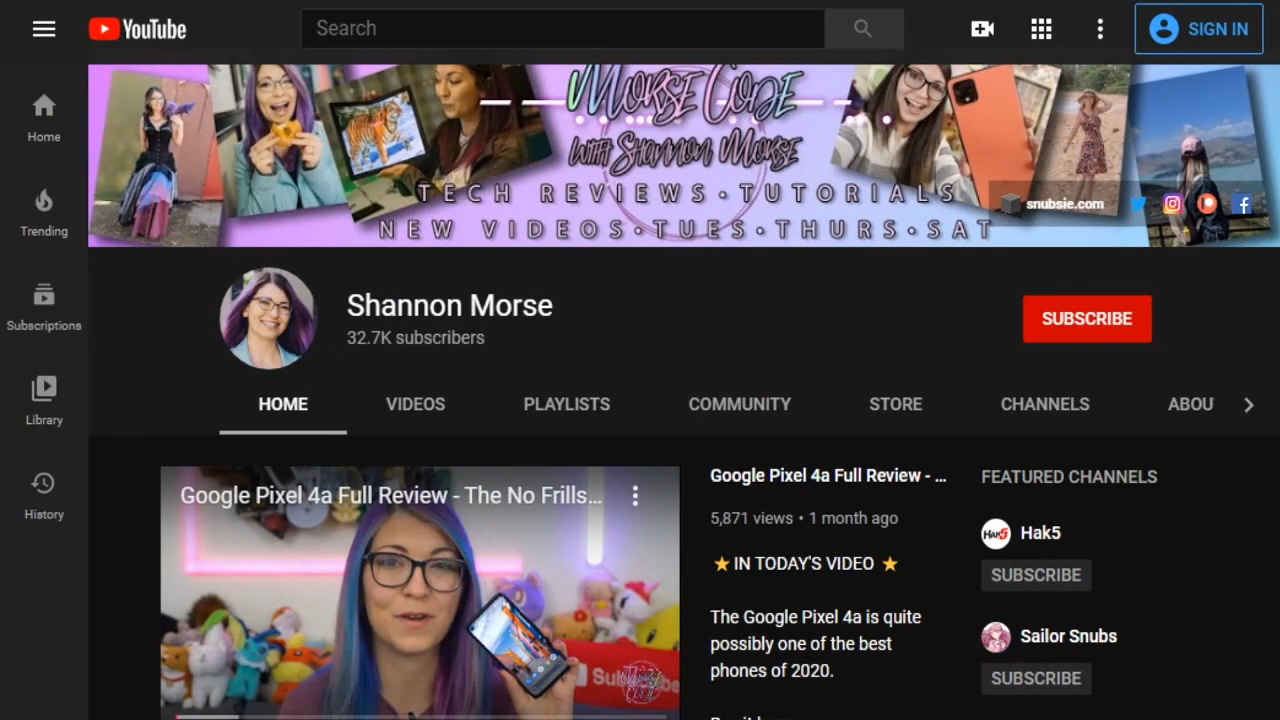 YouTube
Search
SIGN IN
Home
Trending
Subscriptions
Library
History
MORSE CODE
WITH SHANNON MORSE
TECH REVIEWS • TUTORIALS
NEW VIDEOS • TUES • THURS • SAT
snubsie.com
Shannon Morse
32.7K subscribers
SUBSCRIBE
HOME
VIDEOS
PLAYLISTS
COMMUNITY
STORE
CHANNELS
ABOU
Google Pixel 4a Full Review - The No Frills...
Google Pixel 4a Full Review - ...
5,871 views • 1 month ago
⭐ IN TODAY'S VIDEO ⭐
The Google Pixel 4a is quite
possibly one of the best
phones of 2020.
FEATURED CHANNELS
HAK5
Hak5
SUBSCRIBE
Sailor Snubs
SUBSCRIBE